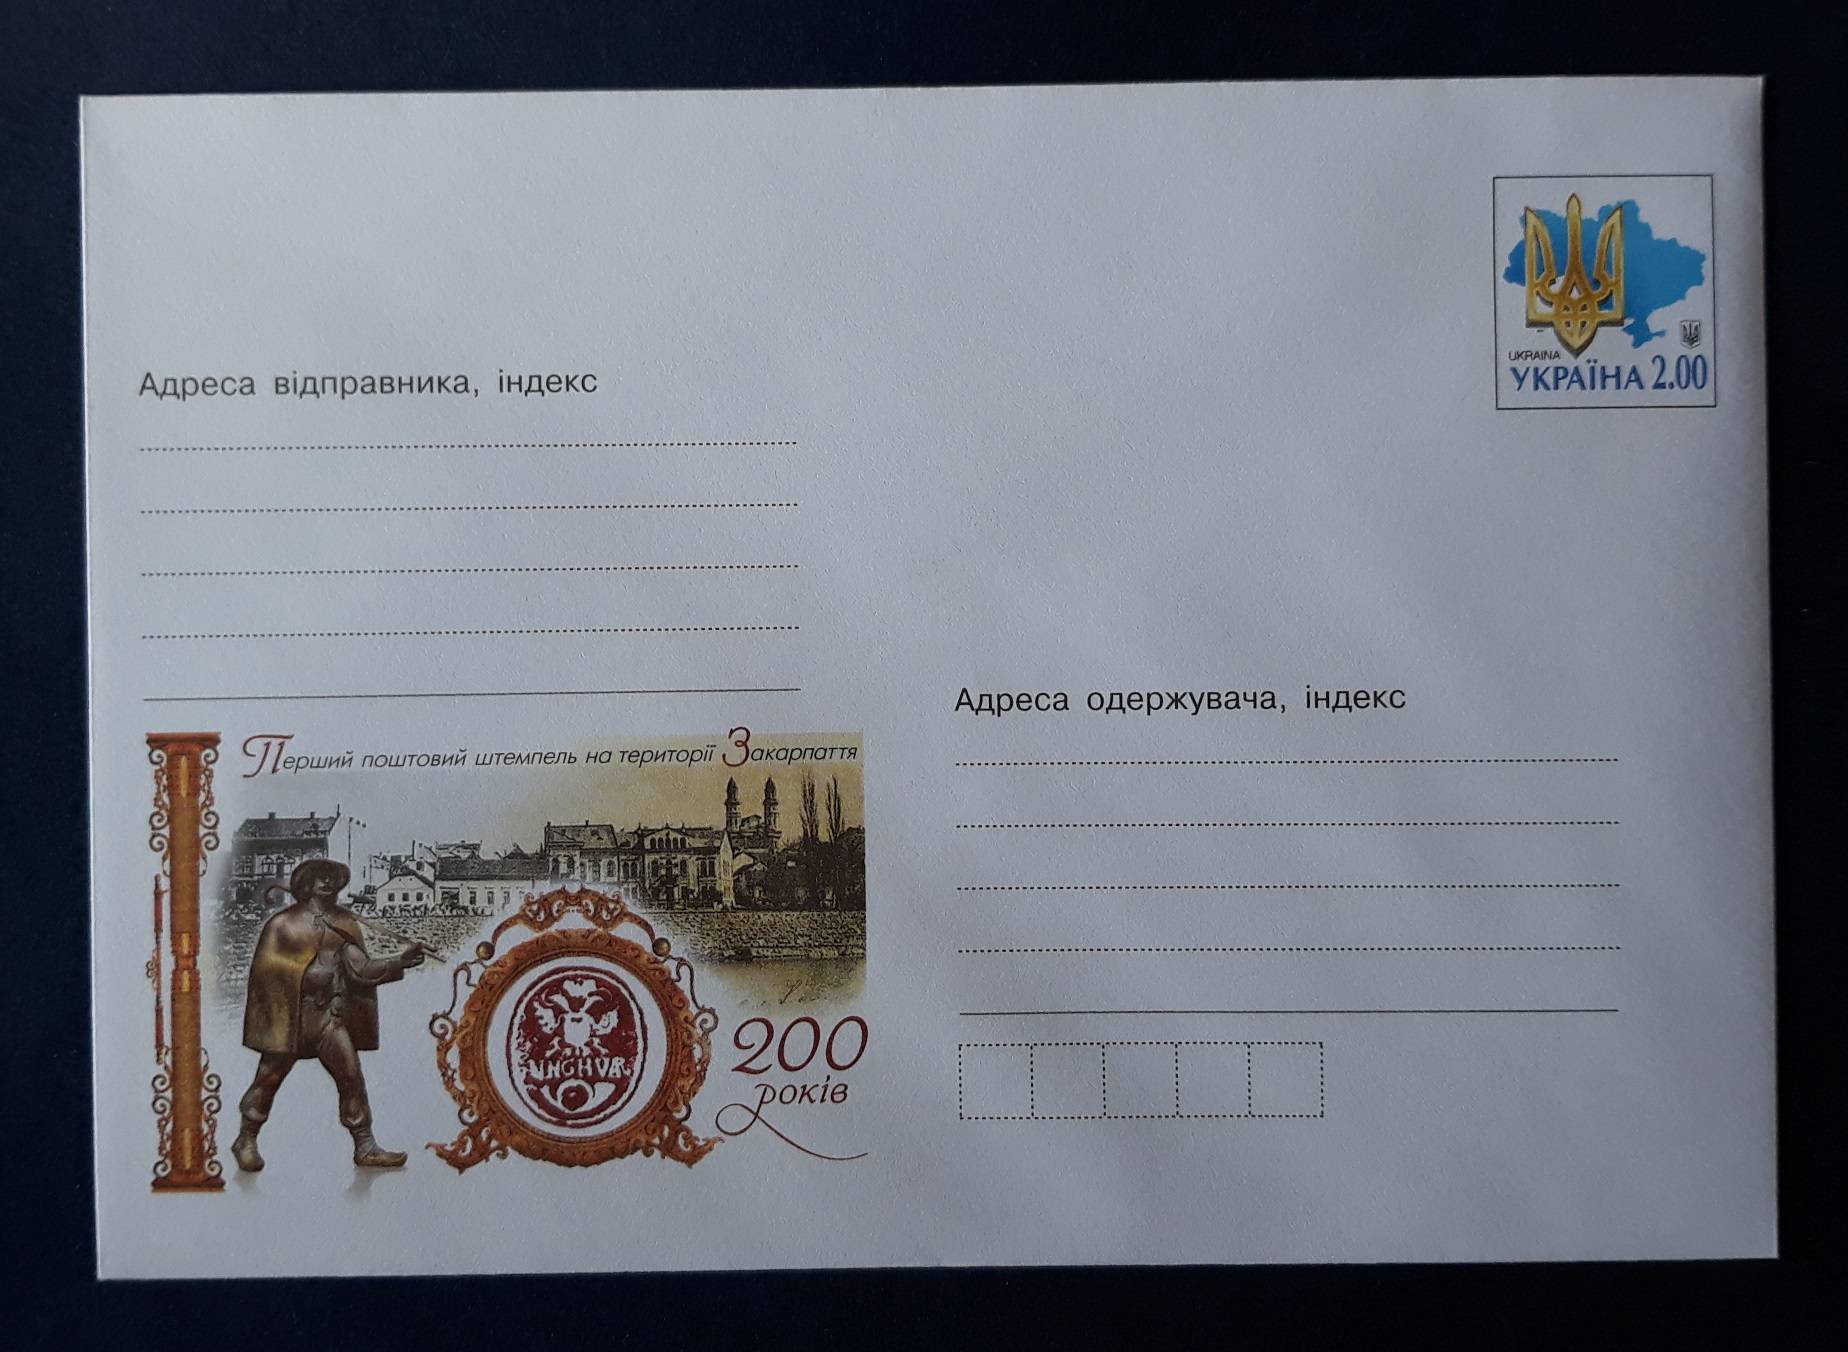 UKRAINA
УКРАЇНА 2.00
Адреса відправника, індекс
Адреса одержувача, індекс
Перший поштовий штемпель на території Закарпаття
UNGHVAR
200
років